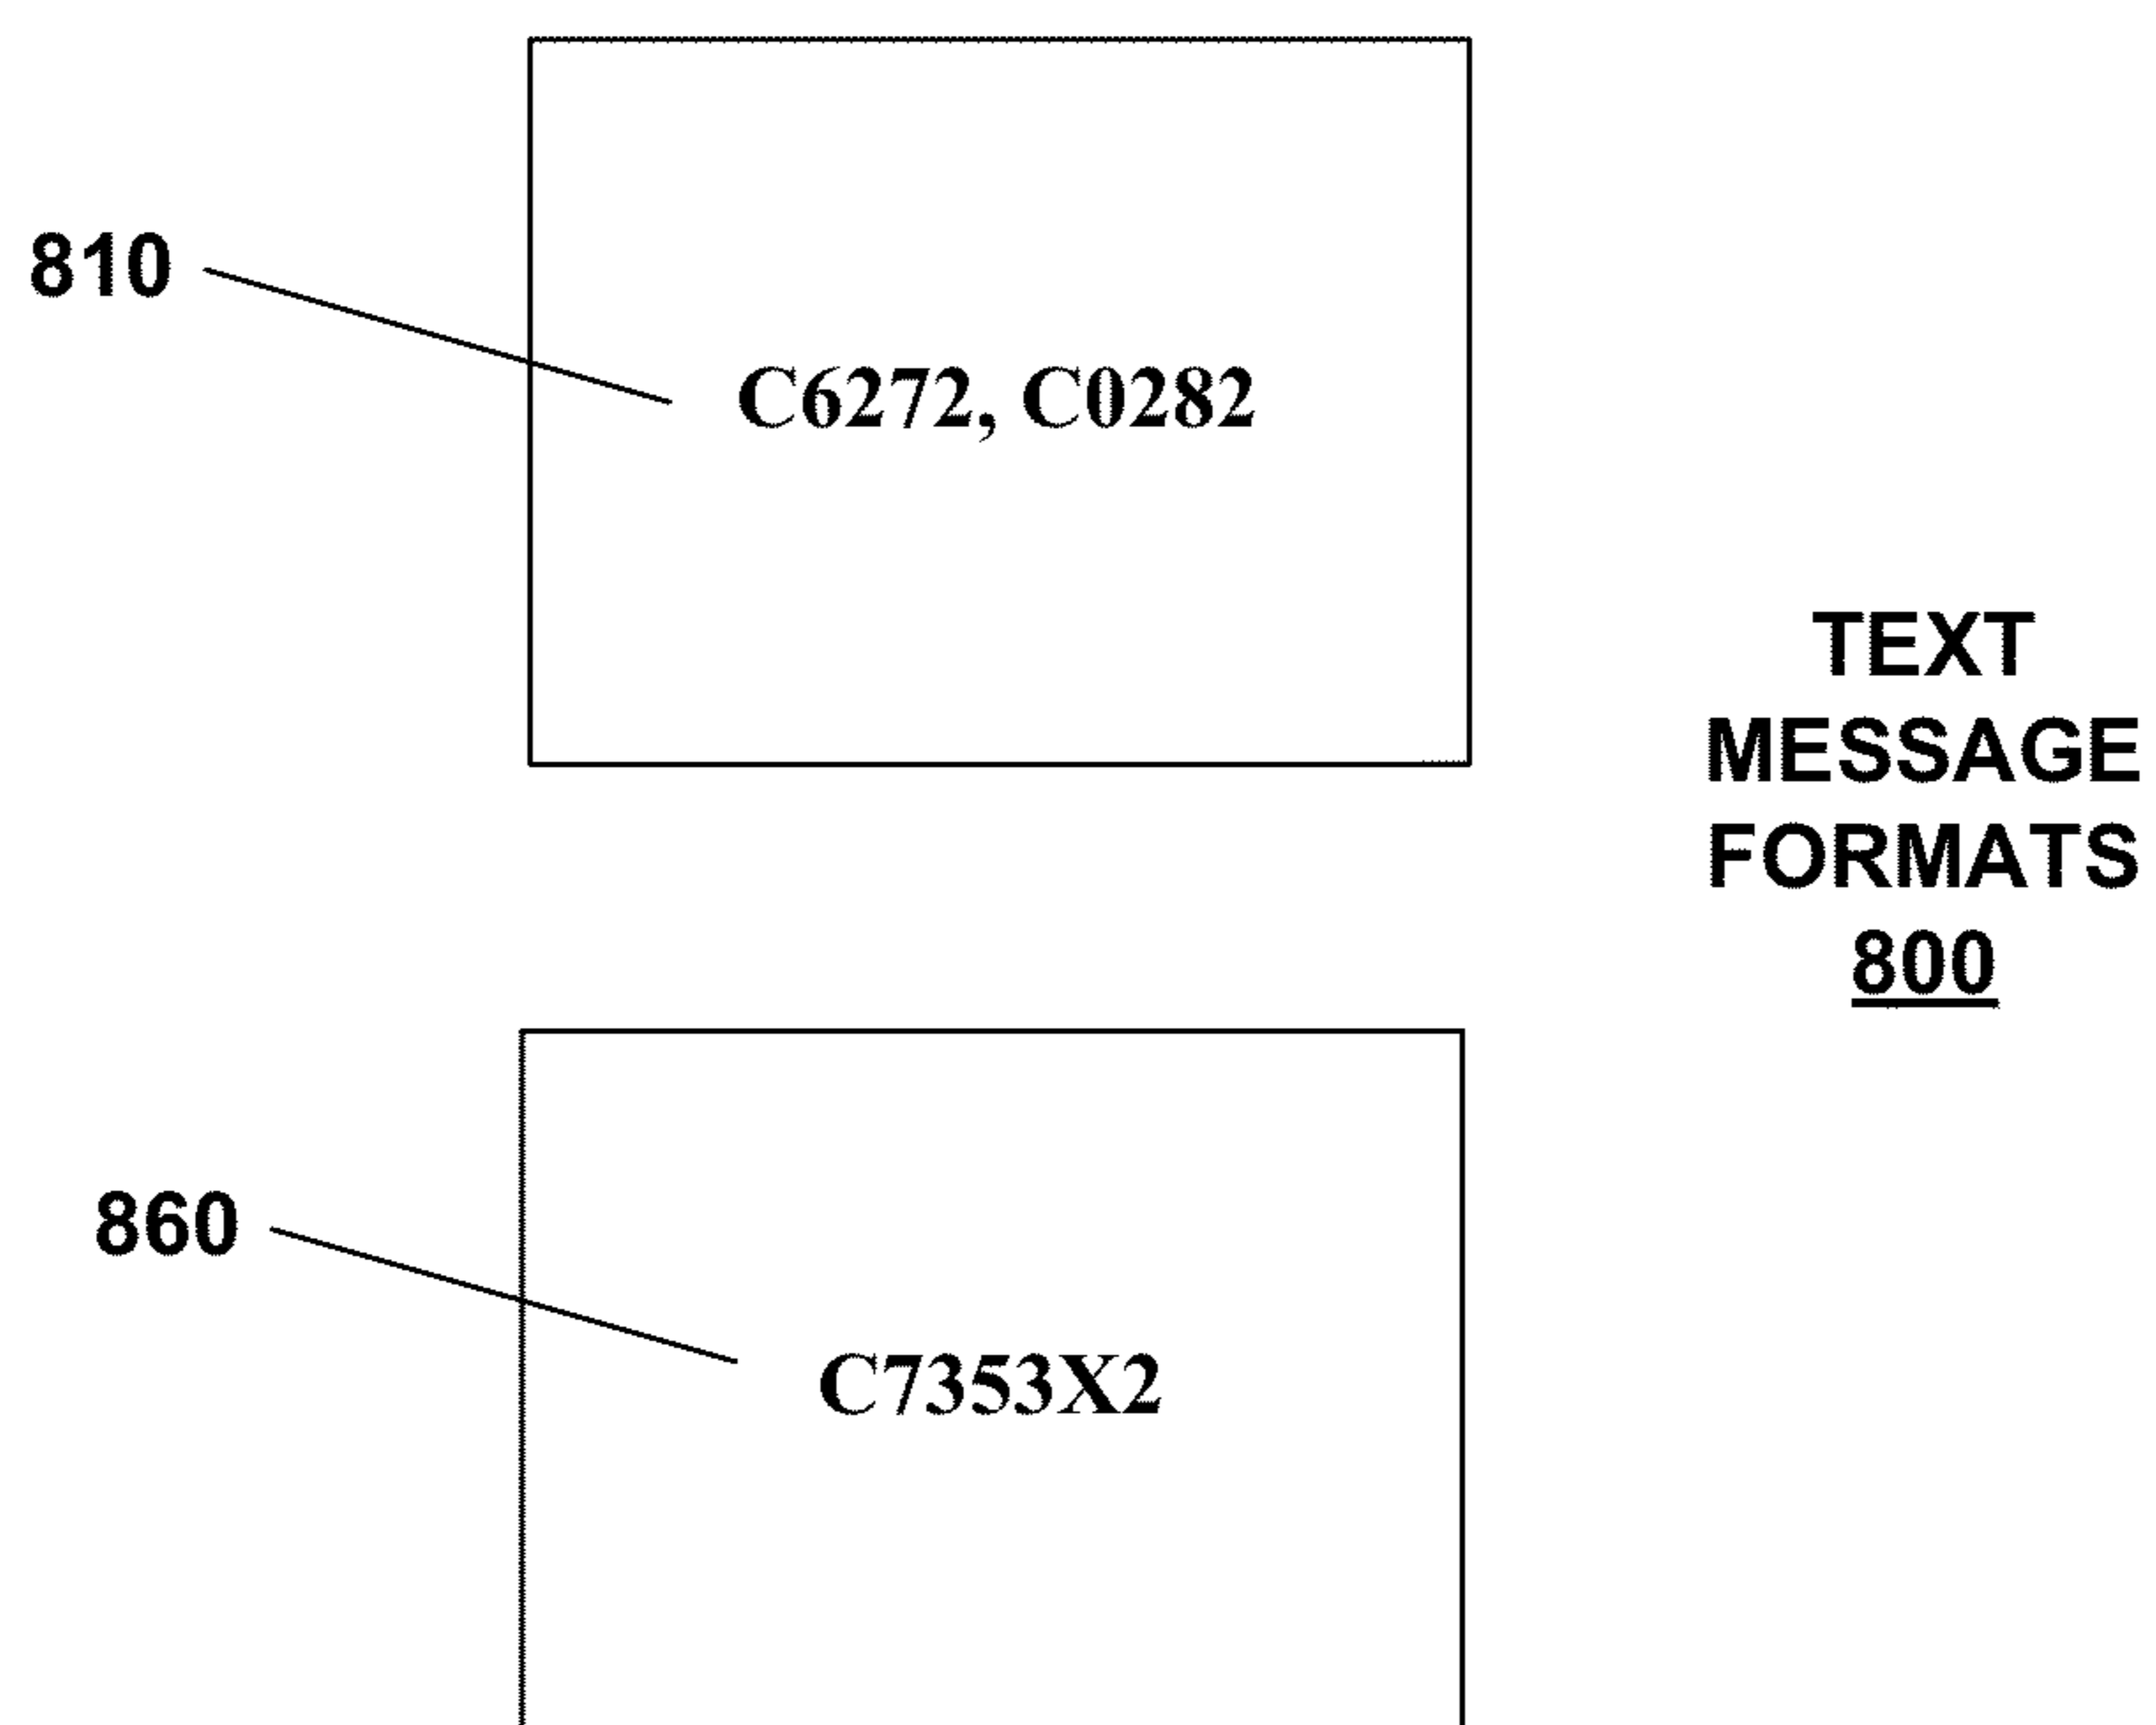 810
C6272, C0282
TEXT
MESSAGE
FORMATS
800
860
C7353X2